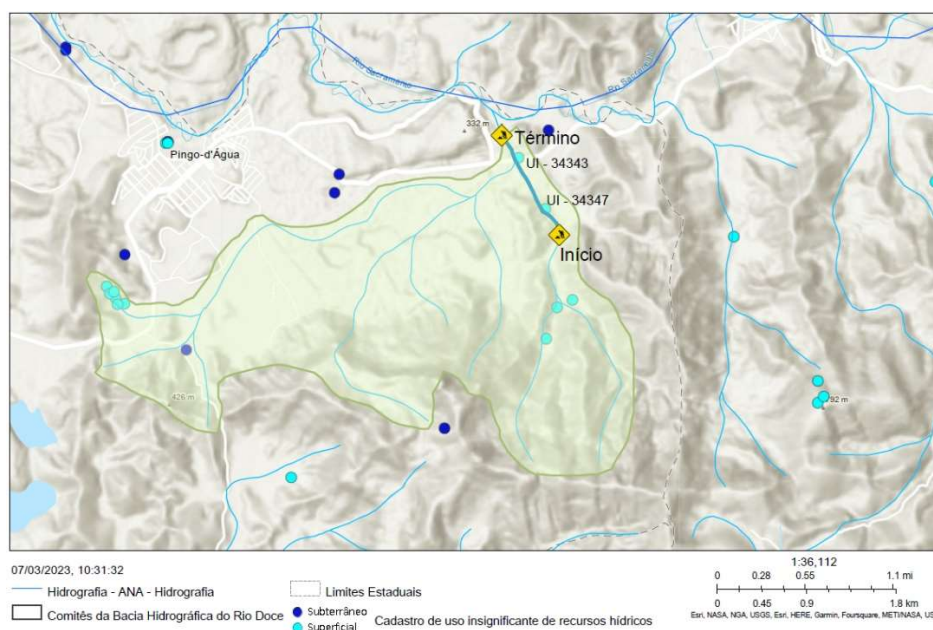 Rio Sacramento
332 m
Término
UI - 34343
Pingo-d'Água
UI - 34347
Início
426 m
92 m
07/03/2023, 10:31:32
1:36,112
Hidrografia - ANA - Hidrografia
Limites Estaduais
0 0.28 0.55 1.1 mi
Comitês da Bacia Hidrográfica do Rio Doce
Subterrâneo
0 0.45 0.9 1.8 km
Superficial
Cadastro de uso insignificante de recursos hídricos
Esri, NASA, NGA, USGS, Esri, HERE, Garmin, Foursquare, METI/NASA, US